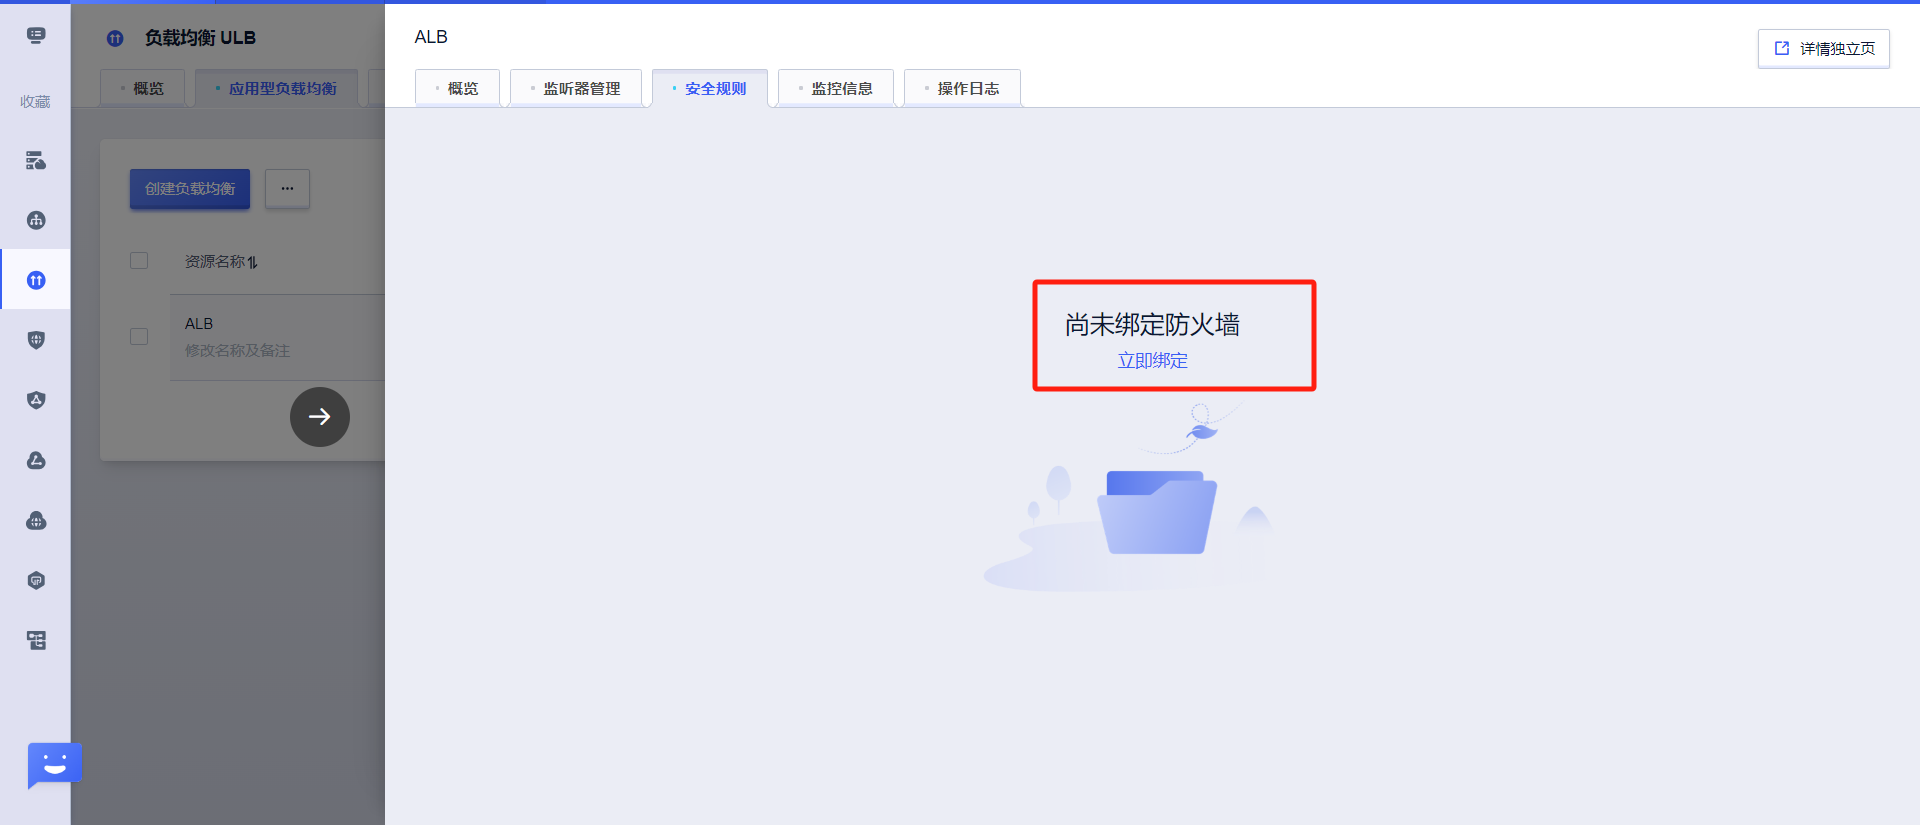 负载均衡 ULB
概览
应用型负载均衡
收藏
创建负载均衡
...
资源名称
ALB
修改名称及备注
ALB
详情独立页
概览
监听器管理
安全规则
监控信息
操作日志
尚未绑定防火墙
立即绑定